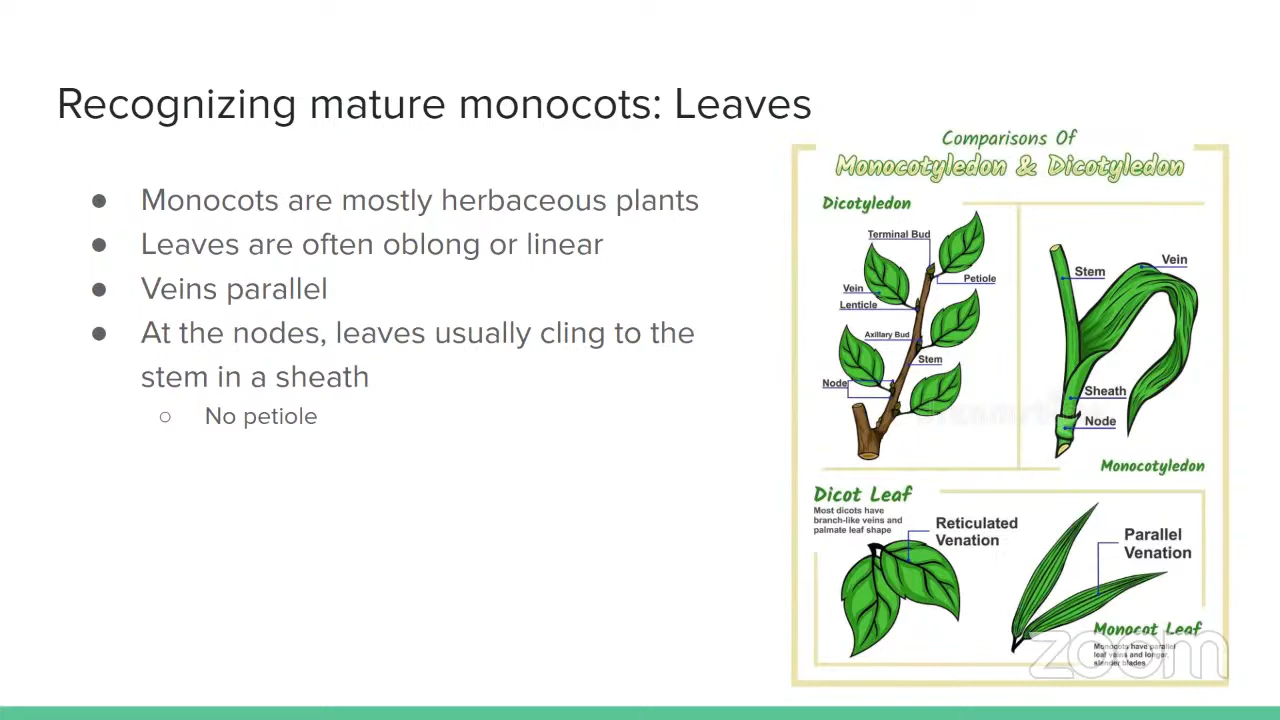 Recognizing mature monocots: Leaves
● Monocots are mostly herbaceous plants
● Leaves are often oblong or linear
● Veins parallel
● At the nodes, leaves usually cling to the
stem in a sheath
○ No petiole
Comparisons Of
Monocotyledon & Dicotyledon
Dicotyledon
Terminal Bud
Petiole
Vein
Lenticle
Axillary Bud
Stem
Node
Vein
Stem
Sheath
Node
Monocotyledon
Dicot Leaf
Most dicots have
branch-like veins and
palmate leaf shape
Reticulated
Venation
Parallel
Venation
Monocot Leaf
Monocots have parallel
leaf veins and longer,
slender blades.
zoom